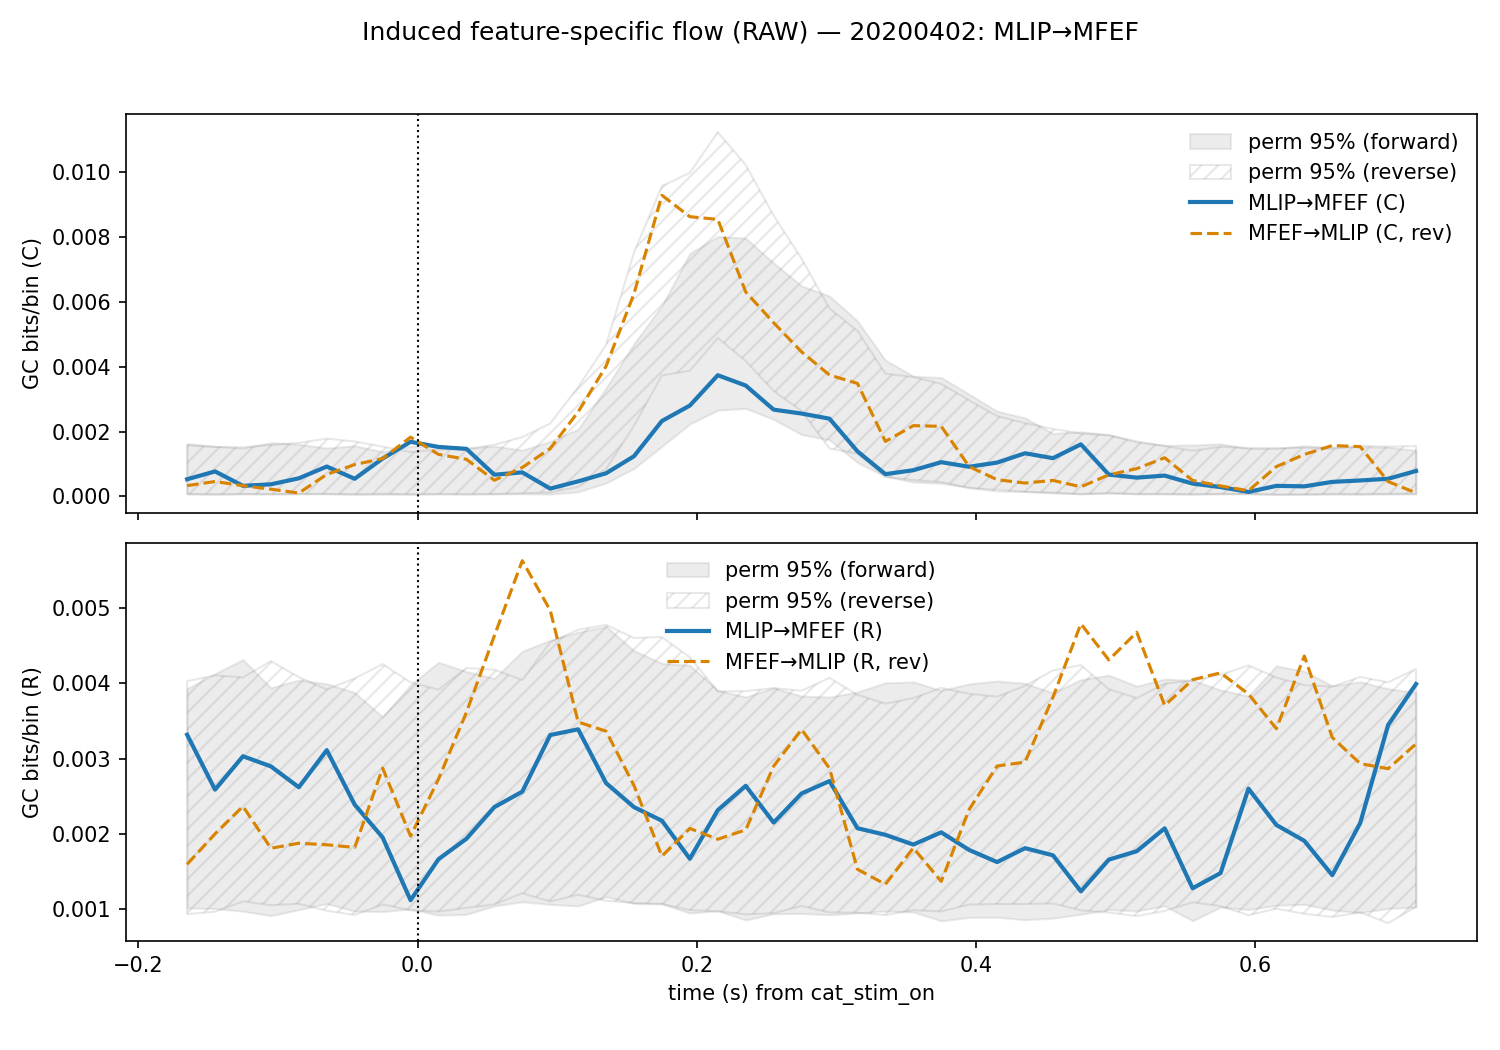 Induced feature-specific flow (RAW) — 20200402: MLIP→MFEF
GC bits/bin (C)
0.010
0.008
0.006
0.004
0.002
0.000
perm 95% (forward)
perm 95% (reverse)
MLIP→MFEF (C)
MFEF→MLIP (C, rev)
GC bits/bin (R)
0.005
0.004
0.003
0.002
0.001
perm 95% (forward)
perm 95% (reverse)
MLIP→MFEF (R)
MFEF→MLIP (R, rev)
−0.2 0.0 0.2 0.4 0.6
time (s) from cat_stim_on